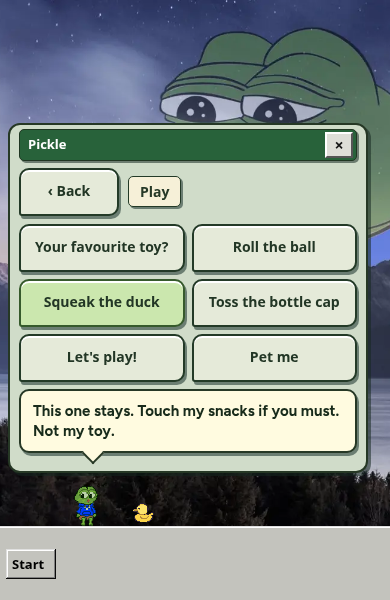 Pickle
×
‹ Back
Play
Your favourite toy?
Roll the ball
Squeak the duck
Toss the bottle cap
Let's play!
Pet me
This one stays. Touch my snacks if you must.
Not my toy.
Start